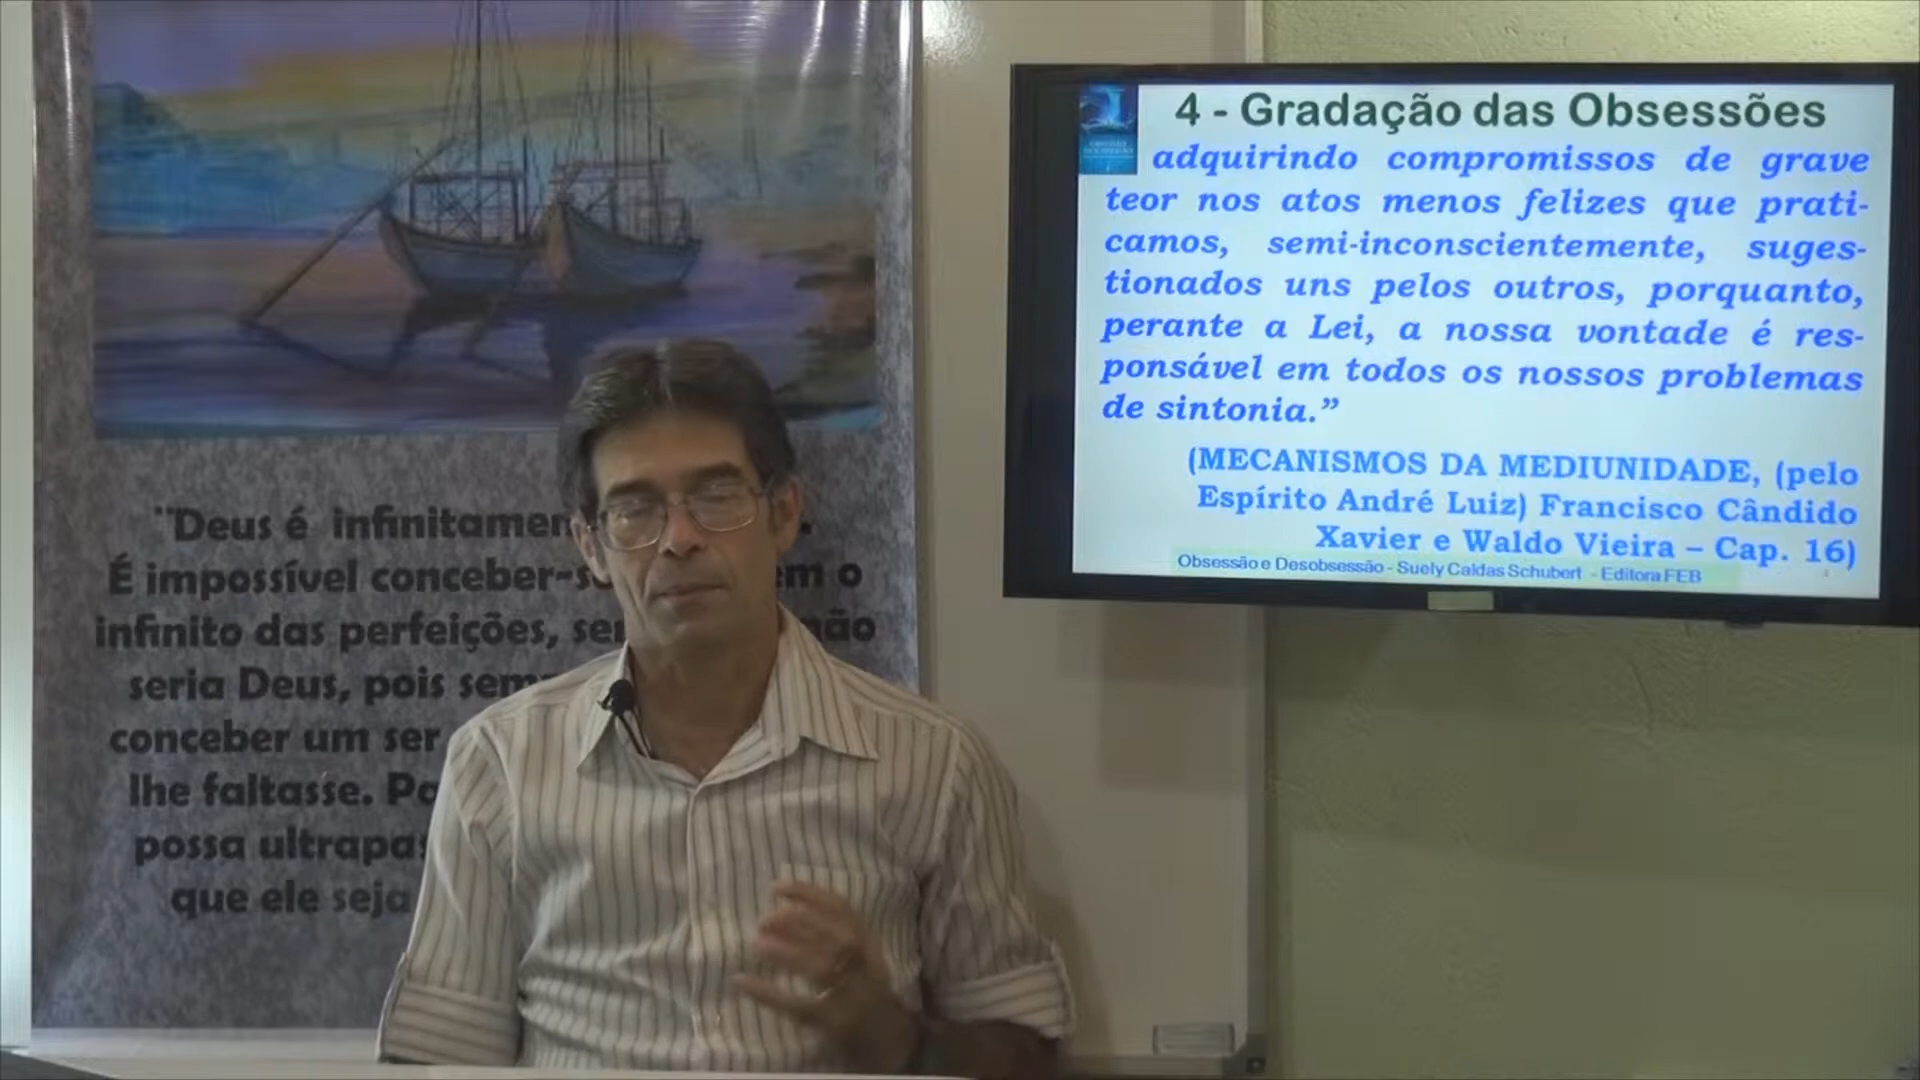 "Deus é infinitamen
É impossível conceber-s em o
infinito das perfeições, se não
seria Deus, pois sem
conceber um ser
lhe faltasse. Po
possa ultrapa
que ele seja
4 - Gradação das Obsessões
adquirindo compromissos de grave
teor nos atos menos felizes que prati-
camos, semi-inconscientemente, suges-
tionados uns pelos outros, porquanto,
perante a Lei, a nossa vontade é res-
ponsável em todos os nossos problemas
de sintonia.”
(MECANISMOS DA MEDIUNIDADE, (pelo
Espírito André Luiz) Francisco Cândido
Xavier e Waldo Vieira – Cap. 16)
Obsessão e Desobsessão - Suely Caldas Schubert - Editora FEB